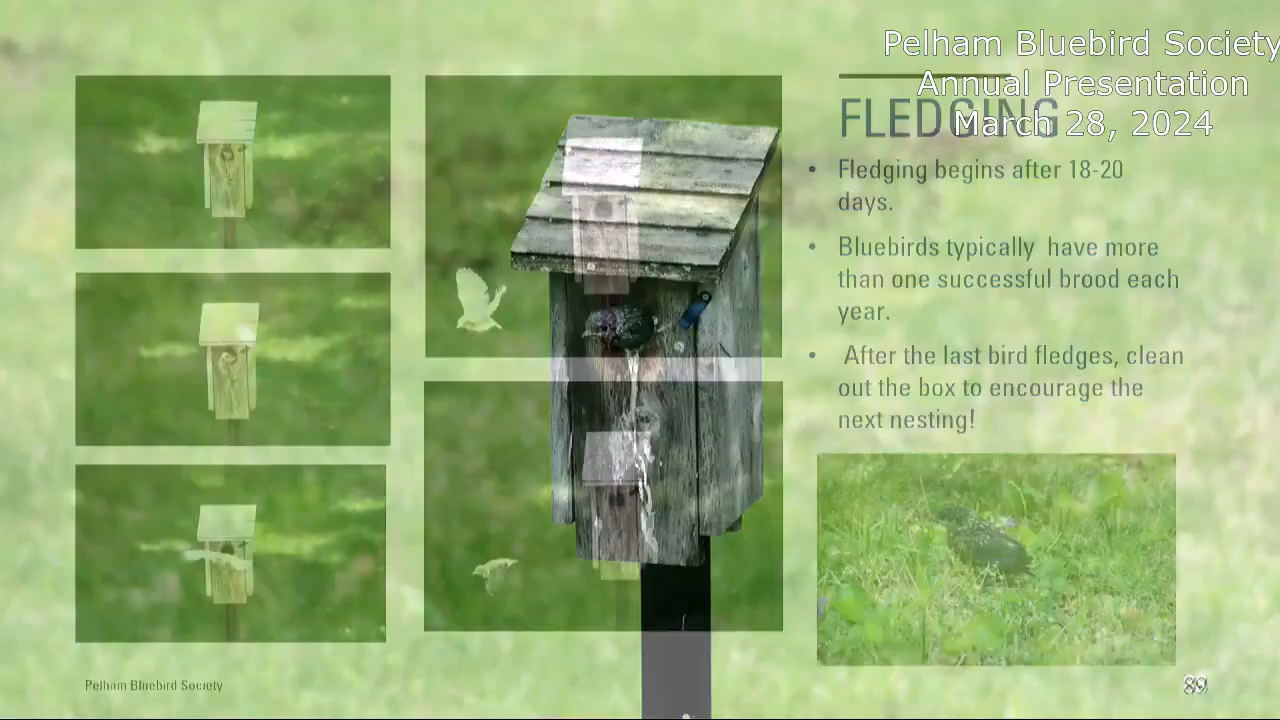 Pelham Bluebird Society
Annual Presentation
March 28, 2024
FLEDGING
• Fledging begins after 18-20
days.
• Bluebirds typically have more
than one successful brood each
year.
• After the last bird fledges, clean
out the box to encourage the
next nesting!
Pelham Bluebird Society